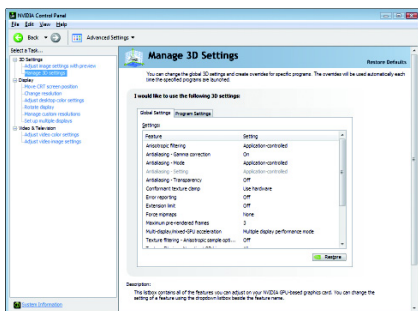 NVIDIA Control Panel
File Edit View Help
Back Advanced Settings
Select a Task...
3D Settings
Adjust image settings with preview
Manage 3D settings
Display
Move CRT screen position
Change resolution
Adjust desktop color settings
Rotate display
Manage custom resolutions
Set up multiple displays
Video & Television
Adjust video color settings
Adjust video image settings
System Information
Manage 3D Settings
Restore Defaults
You can change the global 3D settings and create overrides for specific programs. The overrides will be used automatically each
time the specified programs are launched.
I would like to use the following 3D settings:
Global Settings Program Settings
Settings:
Feature Setting
Anisotropic filtering Application-controlled
Antialiasing - Gamma correction On
Antialiasing - Mode Application-controlled
Antialiasing - Setting Application-controlled
Antialiasing - Transparency Off
Conformant texture clamp Use hardware
Error reporting Off
Extension limit Off
Force mipmaps None
Maximum pre-rendered frames 3
Multi-display/mixed-GPU acceleration Multiple display performance mode
Texture filtering - Anisotropic sample opti... Off
Restore
Description:
This listbox contains all of the features you can adjust on your NVIDIA GPU-based graphics card. You can change the
setting of a feature using the dropdown listbox beside the feature name.